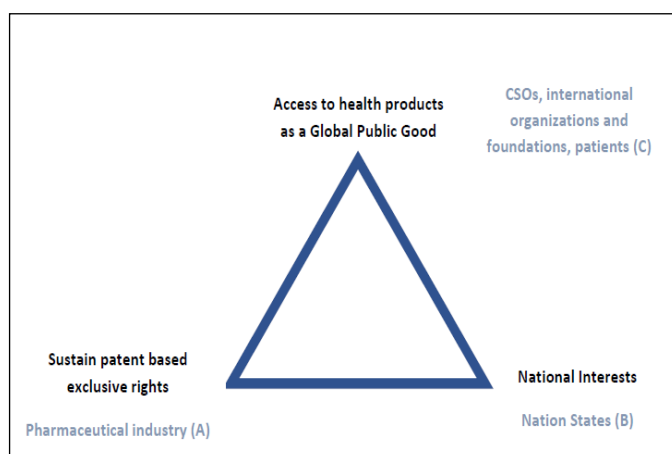 Access to health products
as a Global Public Good
CSOs, international
organizations and
foundations, patients (C)
Sustain patent based
exclusive rights
Pharmaceutical industry (A)
National Interests
Nation States (B)